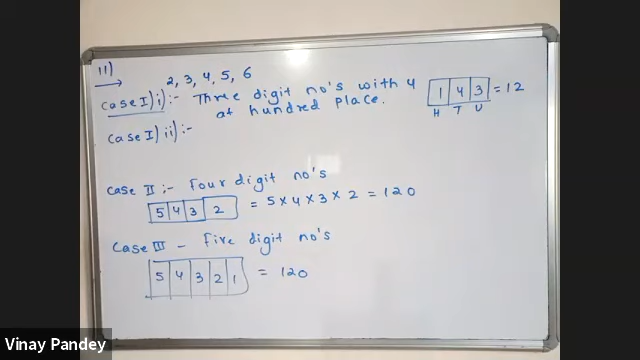 11)
2, 3, 4, 5, 6
Case I) i) :- Three digit no's with 4
at hundred place.
1 4 3 = 12
H T U
Case I) ii) :-
Case II :- Four digit no's
5 4 3 2 = 5 x 4 x 3 x 2 = 120
Case III - Five digit no's
5 4 3 2 1 = 120
Vinay Pandey